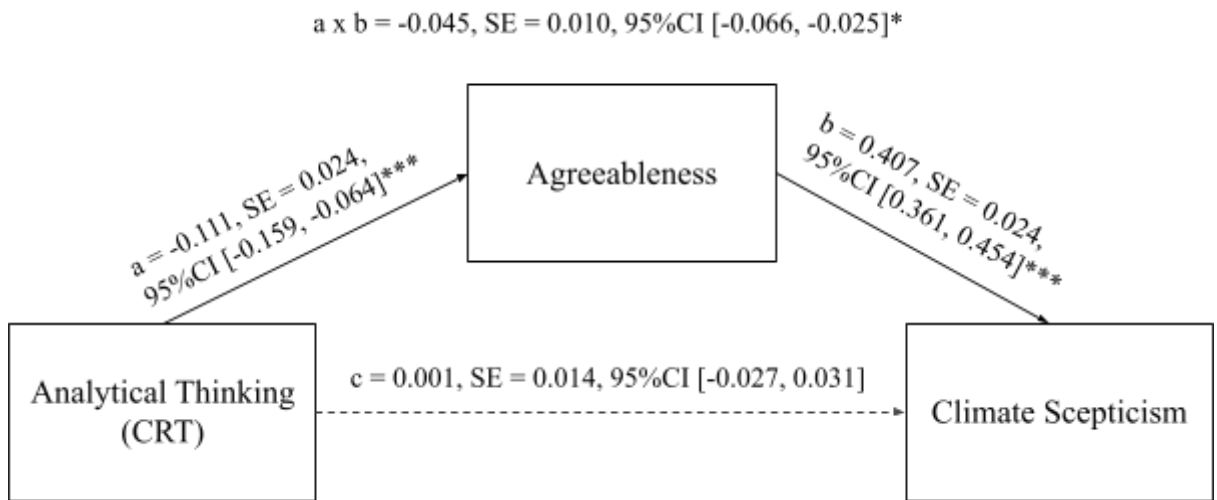 a x b = -0.045, SE = 0.010, 95%CI [-0.066, -0.025]*
Agreeableness
a = -0.111, SE = 0.024,
95%CI [-0.159, -0.064]***
b = 0.407, SE = 0.024,
95%CI [0.361, 0.454]***
Analytical Thinking
(CRT)
c = 0.001, SE = 0.014, 95%CI [-0.027, 0.031]
Climate Scepticism